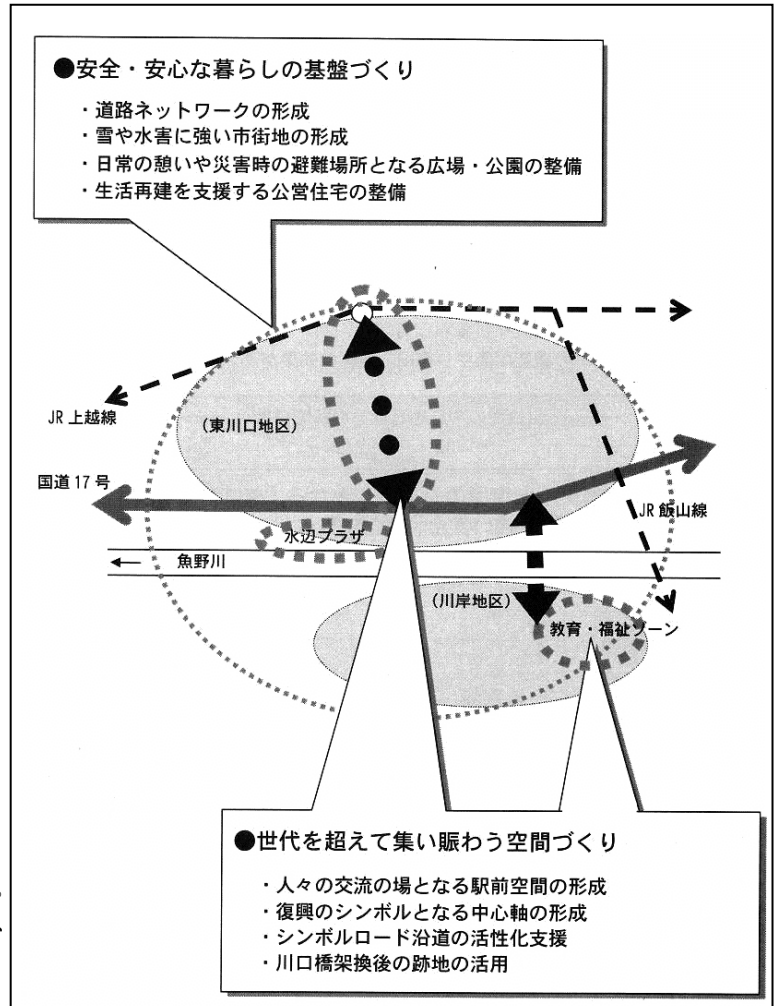 ●安全・安心な暮らしの基盤づくり
・道路ネットワークの形成
・雪や水害に強い市街地の形成
・日常の憩いや災害時の避難場所となる広場・公園の整備
・生活再建を支援する公営住宅の整備
JR 上越線
（東川口地区）
国道 17 号
JR 飯山線
水辺プラザ
魚野川
（川岸地区）
教育・福祉ゾーン
●世代を超えて集い賑わう空間づくり
・人々の交流の場となる駅前空間の形成
・復興のシンボルとなる中心軸の形成
・シンボルロード沿道の活性化支援
・川口橋架換後の跡地の活用